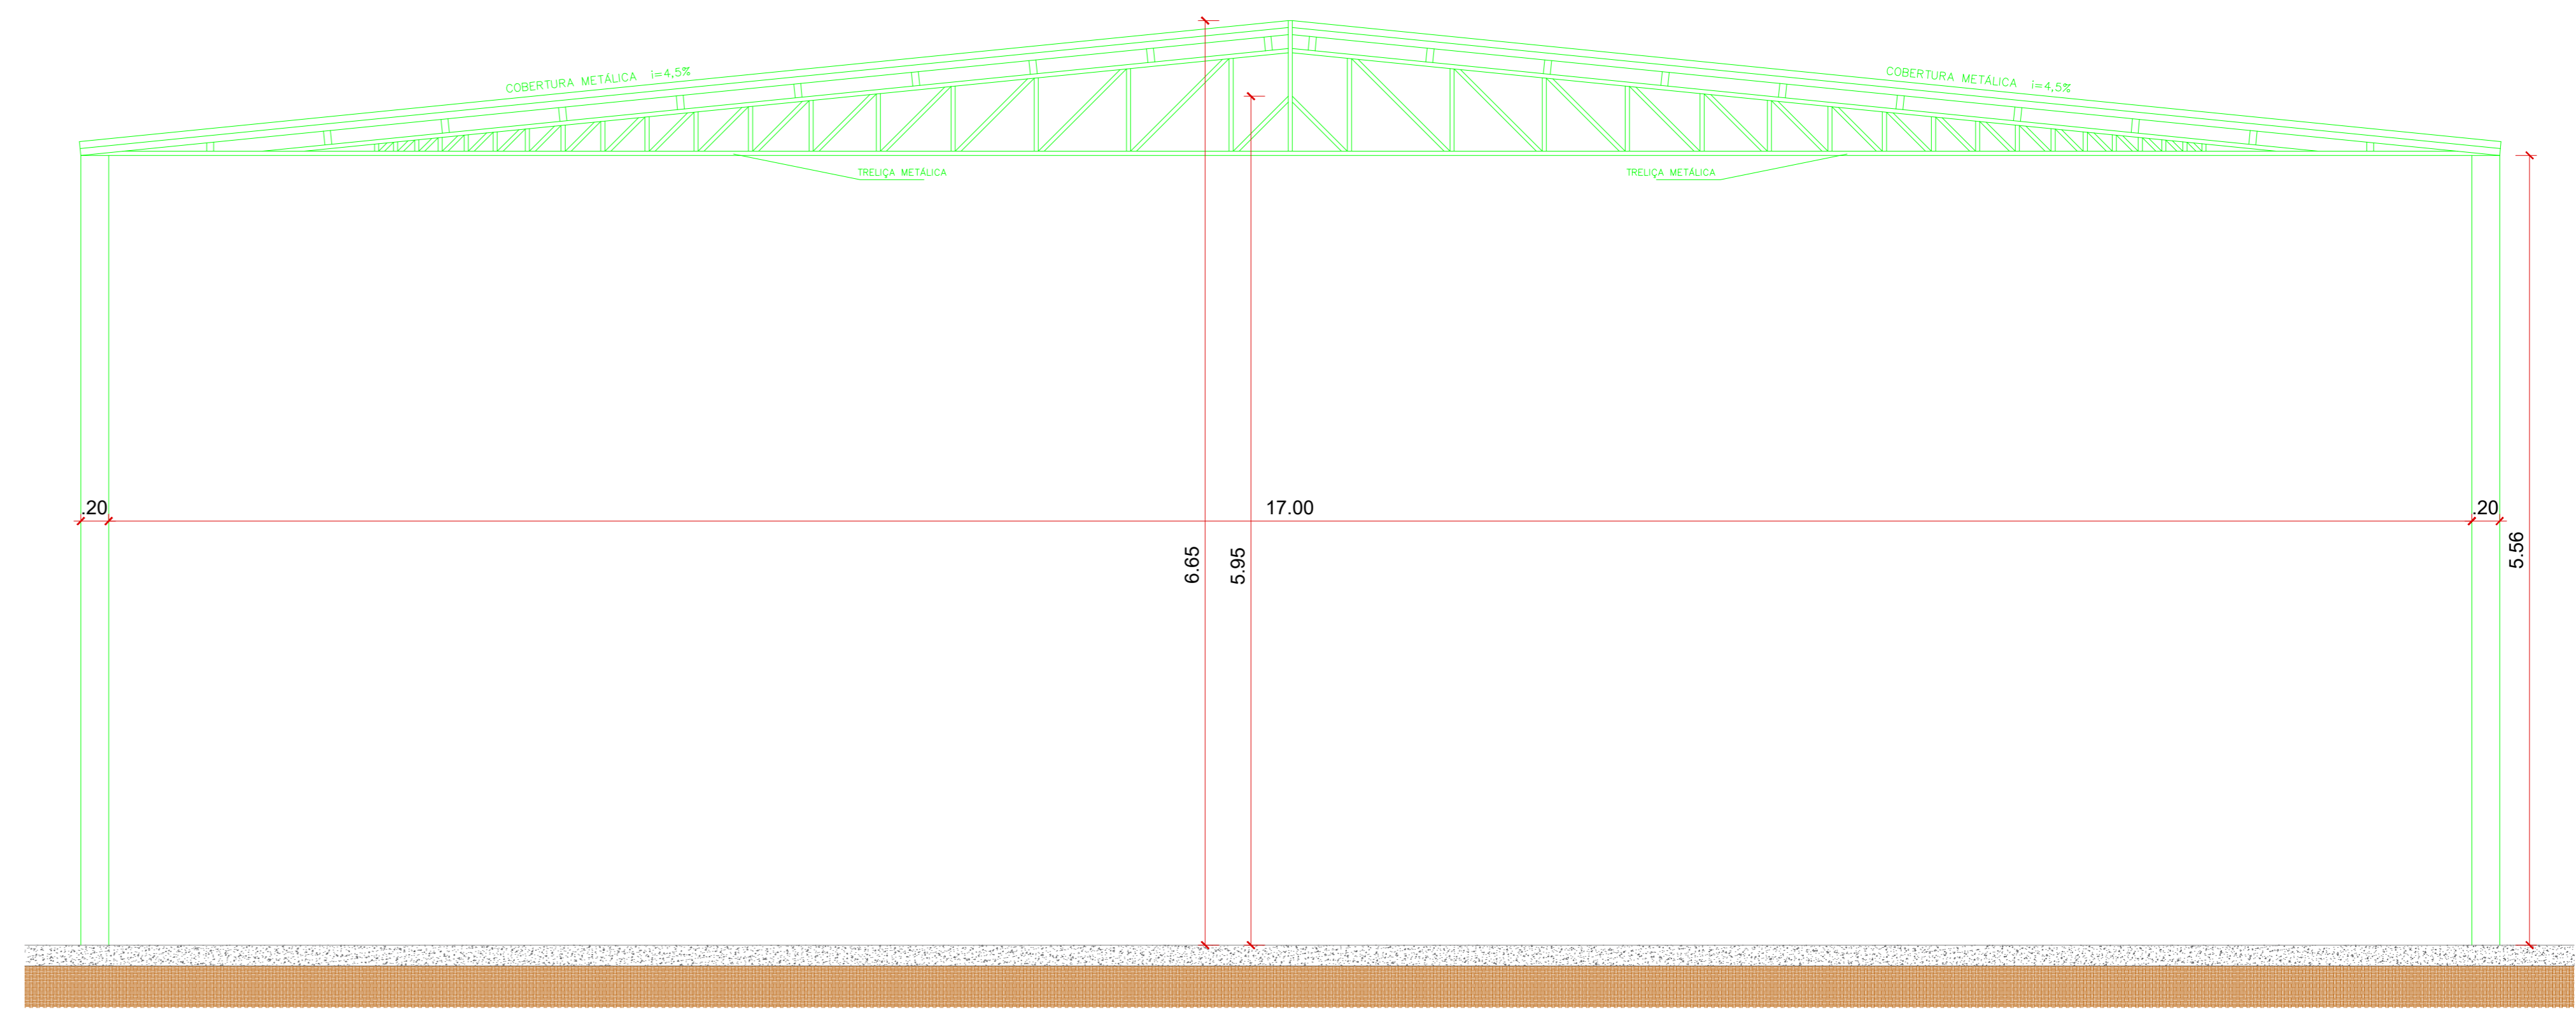 COBERTURA METÁLICA i=4,5%
COBERTURA METÁLICA i=4,5%
TRELIÇA METÁLICA
TRELIÇA METÁLICA
.20
17.00
.20
6.65
5.95
5.56